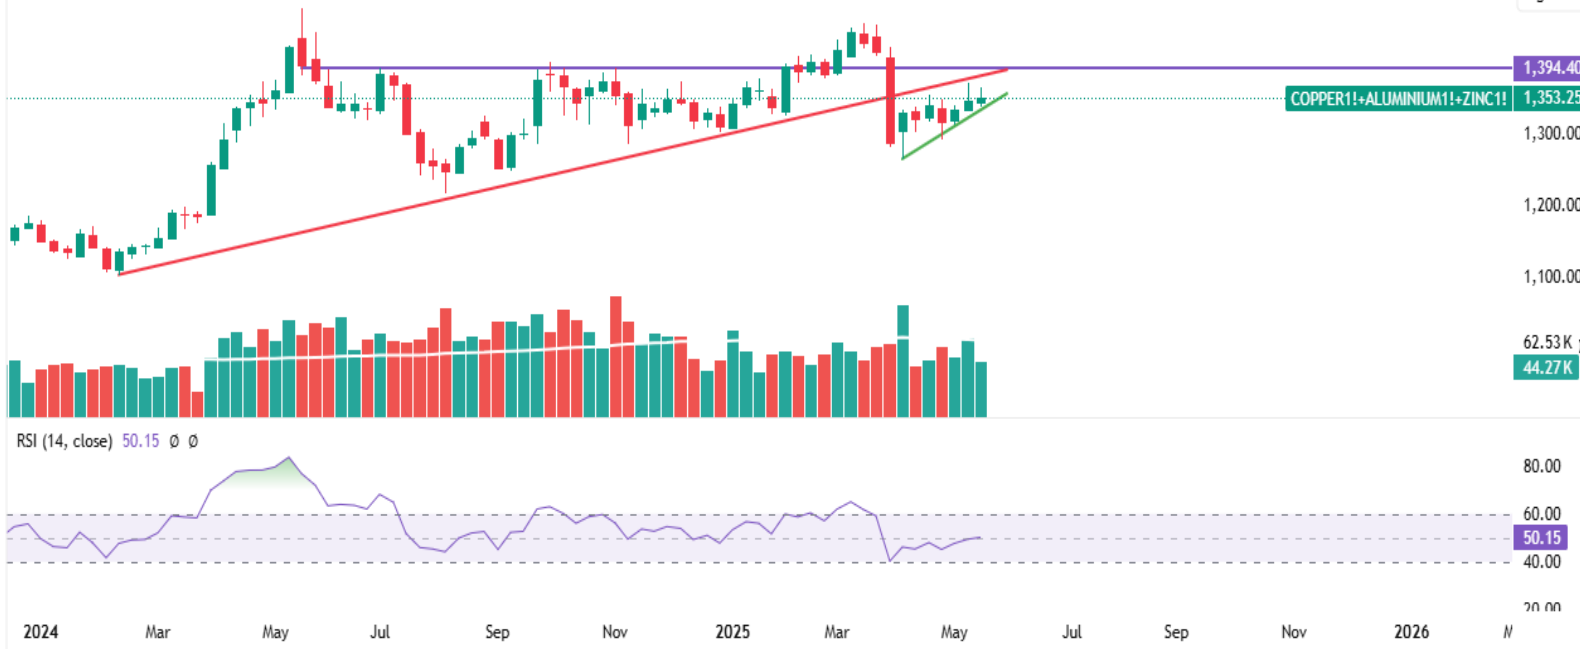 1,394.40
COPPER1!+ALUMINIUM1!+ZINC1! 1,353.25
1,300.00
1,200.00
1,100.00
62.53K
44.27K
RSI (14, close) 50.15 Ø Ø
80.00
60.00
50.15
40.00
20.00
2024 Mar May Jul Sep Nov 2025 Mar May Jul Sep Nov 2026